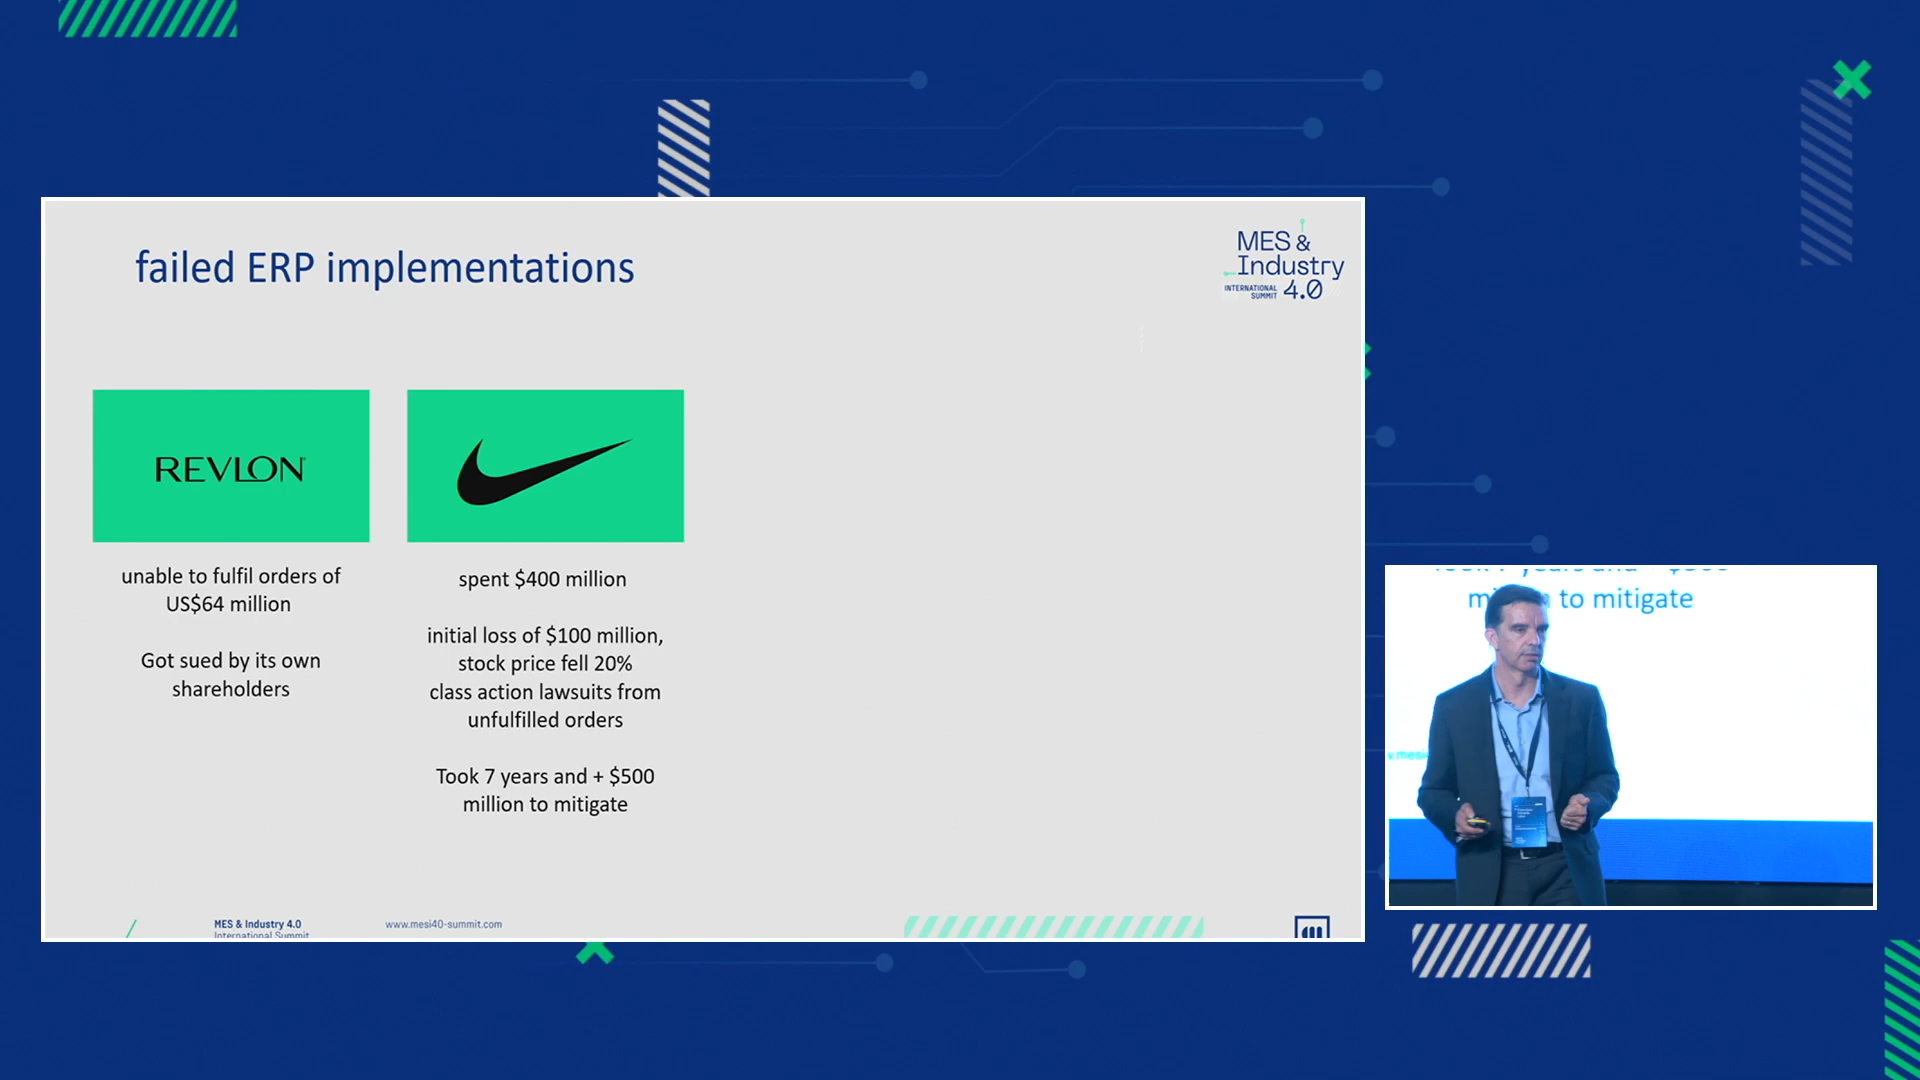 failed ERP implementations
MES &
Industry
INTERNATIONAL
SUMMIT
4.0
REVLON
unable to fulfil orders of
US$64 million
Got sued by its own
shareholders
spent $400 million
initial loss of $100 million,
stock price fell 20%
class action lawsuits from
unfulfilled orders
Took 7 years and + $500
million to mitigate
MES & Industry 4.0
International Summit
www.mesi40-summit.com
to mitigate